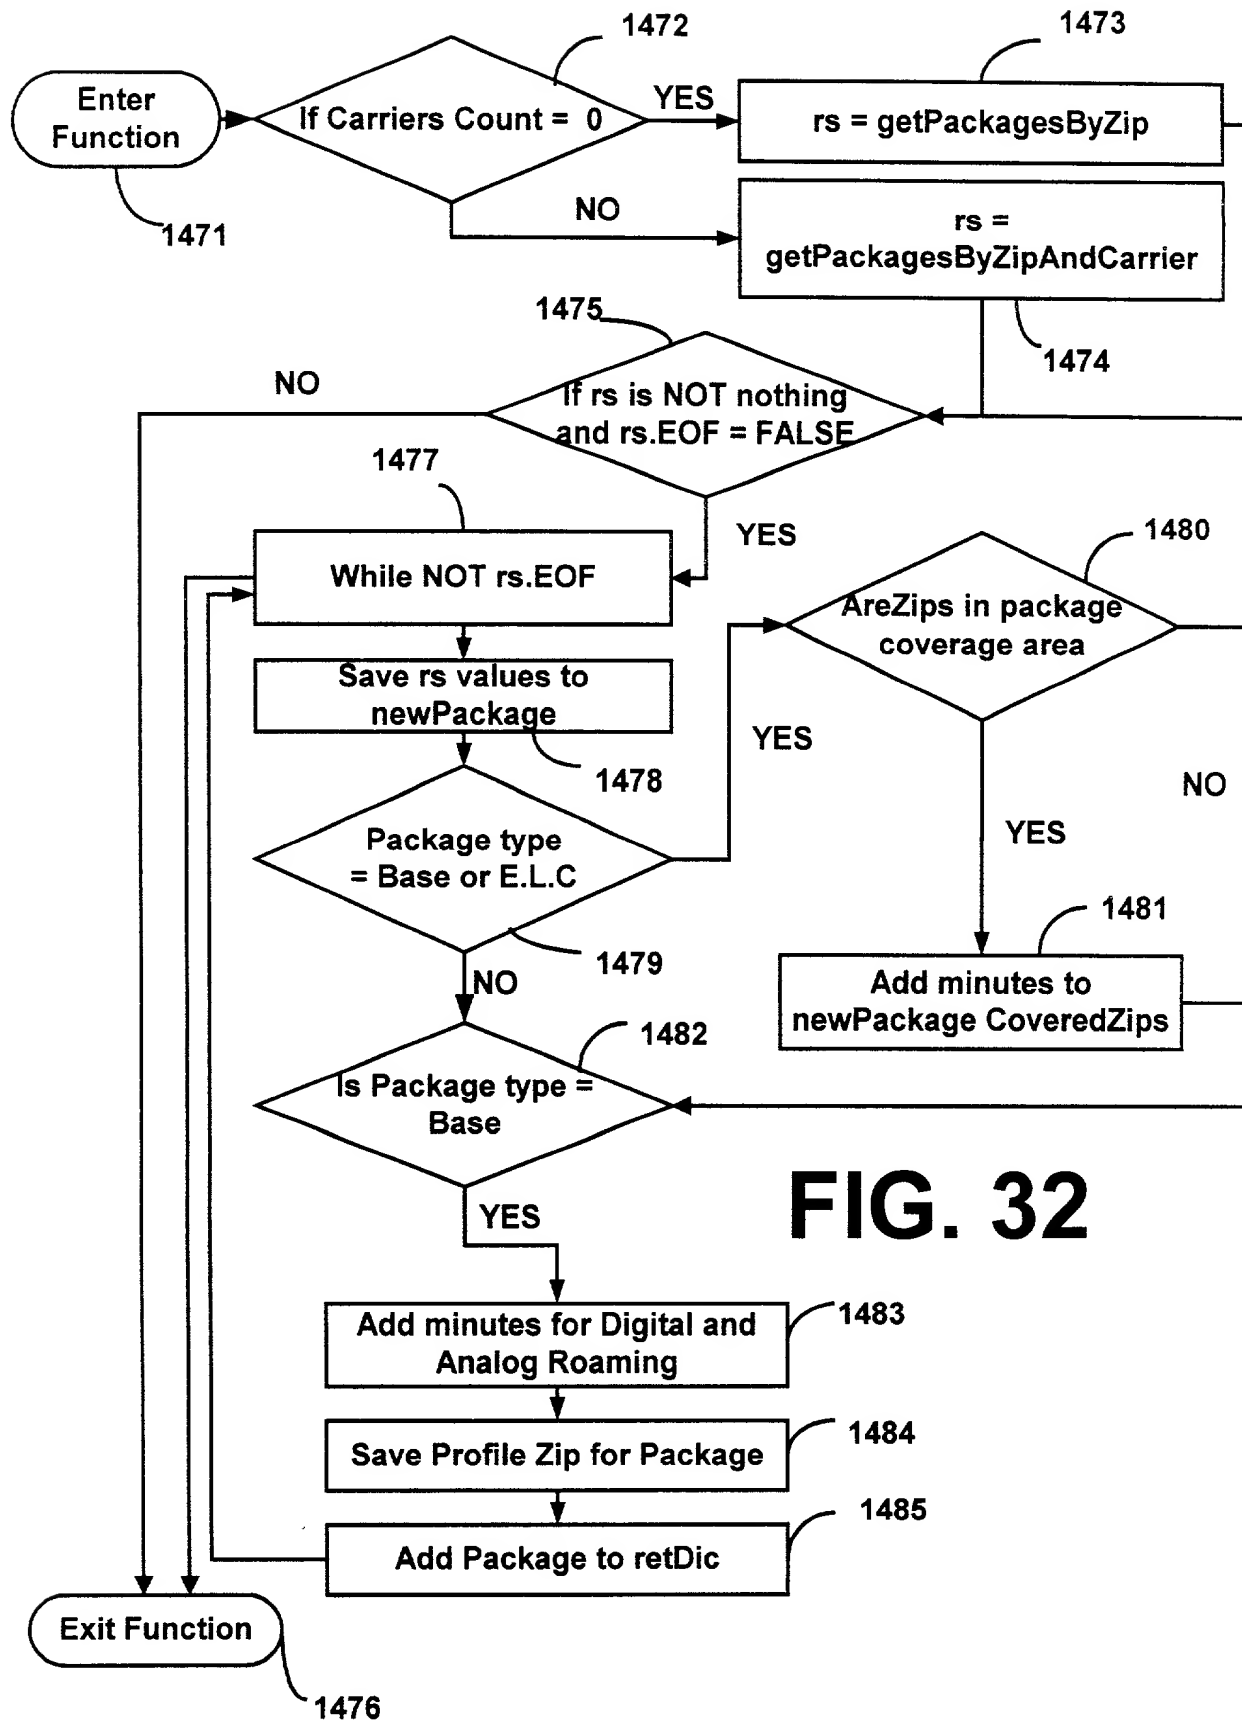 1472
1473
Enter
Function
If Carriers Count = 0
YES
rs = getPackagesByZip
1471
NO
rs =
getPackagesByZipAndCarrier
1475
1474
NO
If rs is NOT nothing
and rs.EOF = FALSE
1477
YES
1480
While NOT rs.EOF
AreZips in package
coverage area
Save rs values to
newPackage
YES
1478
NO
YES
Package type
= Base or E.L.C
1481
1479
NO
Add minutes to
newPackage CoveredZips
1482
Is Package type =
Base
FIG. 32
YES
1483
Add minutes for Digital and
Analog Roaming
1484
Save Profile Zip for Package
1485
Add Package to retDic
Exit Function
1476